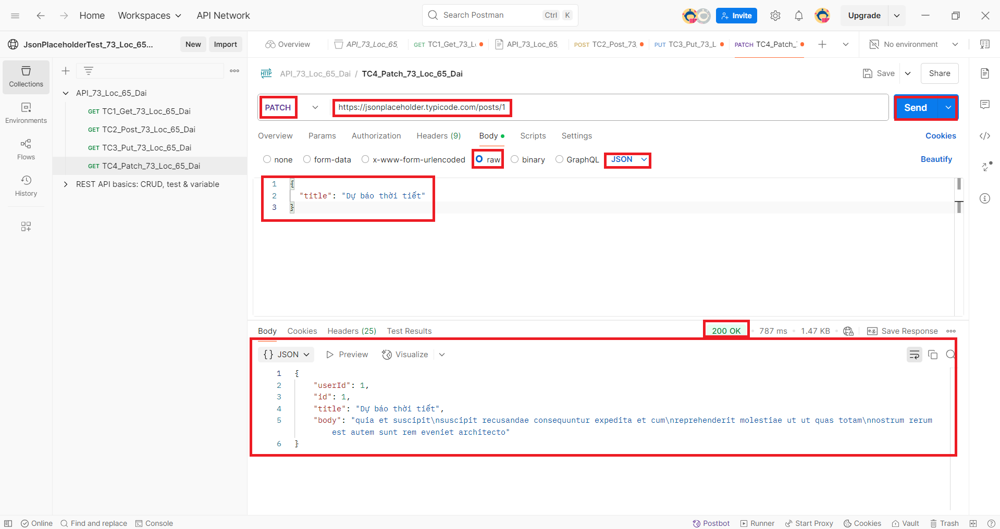 Home Workspaces API Network Search Postman Ctrl K Invite Upgrade
JsonPlaceholderTest_73_Loc_65... New Import
Overview API_73_Loc_65. GET TC1_Get_73_L API_73_Loc_65 POST TC2_Post_73 PUT TC3_Put_73_L PATCH TC4_Patch_ No environment
Collections
Environments
Flows
History
API_73_Loc_65_Dai
GET TC1_Get_73_Loc_65_Dai
GET TC2_Post_73_Loc_65_Dai
GET TC3_Put_73_Loc_65_Dai
GET TC4_Patch_73_Loc_65_Dai
REST API basics: CRUD, test & variable
HTTP API_73_Loc_65_Dai / TC4_Patch_73_Loc_65_Dai Save Share
PATCH https://jsonplaceholder.typicode.com/posts/1 Send
Overview Params Authorization Headers (9) Body Scripts Settings Cookies
none form-data x-www-form-urlencoded raw binary GraphQL JSON Beautify
1 {
2 "title": "Dự báo thời tiết"
3 }
Body Cookies Headers (25) Test Results 200 OK 787 ms 1.47 KB e.g. Save Response
{} JSON Preview Visualize
1 {
2 "userId": 1,
3 "id": 1,
4 "title": "Dự báo thời tiết",
5 "body": "quia et suscipit\nsuscipit recusandae consequuntur expedita et cum\nreprehenderit molestiae ut ut quas totam\nnostrum rerum
est autem sunt rem eveniet architecto"
6 }
Online Find and replace Console Postbot Runner Start Proxy Cookies Vault Trash